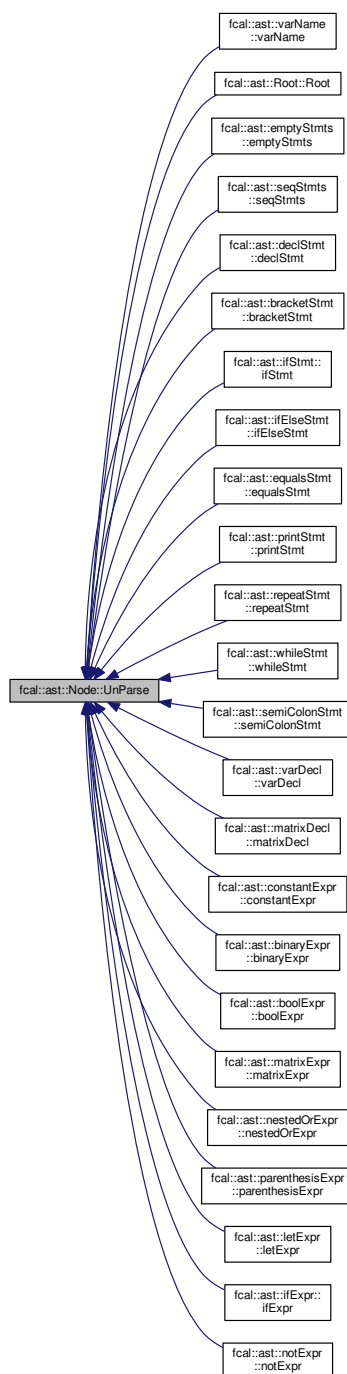 fcal::ast::varName
::varName
fcal::ast::Root::Root
fcal::ast::emptyStmts
::emptyStmts
fcal::ast::seqStmts
::seqStmts
fcal::ast::declStmt
::declStmt
fcal::ast::bracketStmt
::bracketStmt
fcal::ast::ifStmt::
ifStmt
fcal::ast::ifElseStmt
::ifElseStmt
fcal::ast::equalsStmt
::equalsStmt
fcal::ast::printStmt
::printStmt
fcal::ast::repeatStmt
::repeatStmt
fcal::ast::whileStmt
::whileStmt
fcal::ast::Node::UnParse
fcal::ast::semiColonStmt
::semiColonStmt
fcal::ast::varDecl
::varDecl
fcal::ast::matrixDecl
::matrixDecl
fcal::ast::constantExpr
::constantExpr
fcal::ast::binaryExpr
::binaryExpr
fcal::ast::boolExpr
::boolExpr
fcal::ast::matrixExpr
::matrixExpr
fcal::ast::nestedOrExpr
::nestedOrExpr
fcal::ast::parenthesisExpr
::parenthesisExpr
fcal::ast::letExpr
::letExpr
fcal::ast::ifExpr::
ifExpr
fcal::ast::notExpr
::notExpr